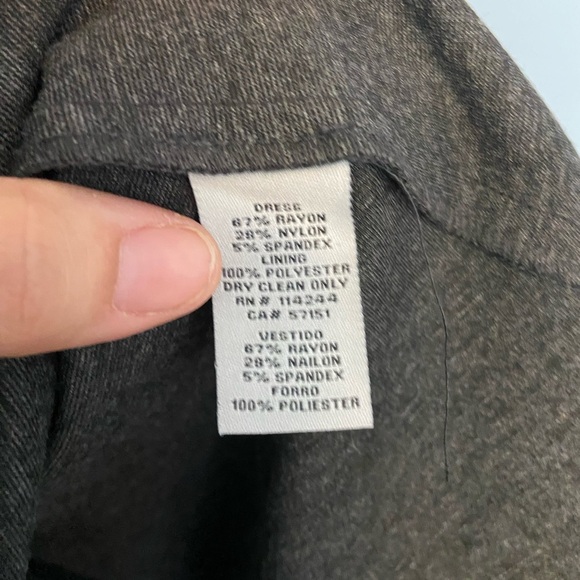 DRESS
67% RAYON
28% NYLON
5% SPANDEX
LINING
100% POLYESTER
DRY CLEAN ONLY
RN # 114244
CA# 57151
VESTIDO
67% RAYON
28% NAILON
5% SPANDEX
FORRO
100% POLIESTER